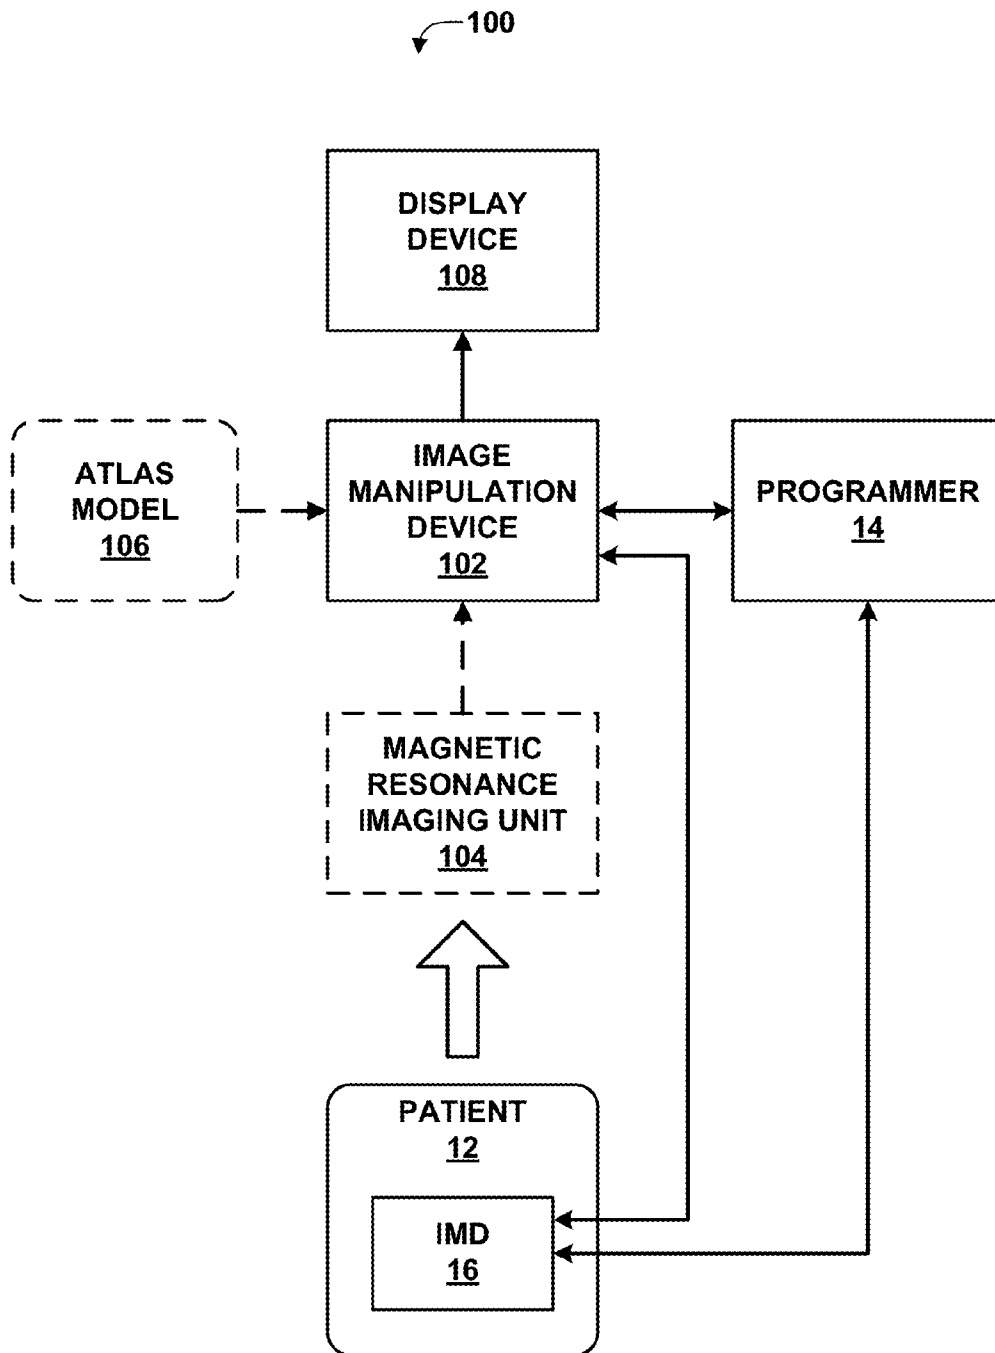 100
DISPLAY
DEVICE
108
ATLAS
MODEL
106
IMAGE
MANIPULATION
DEVICE
102
PROGRAMMER
14
MAGNETIC
RESONANCE
IMAGING UNIT
104
PATIENT
12
IMD
16